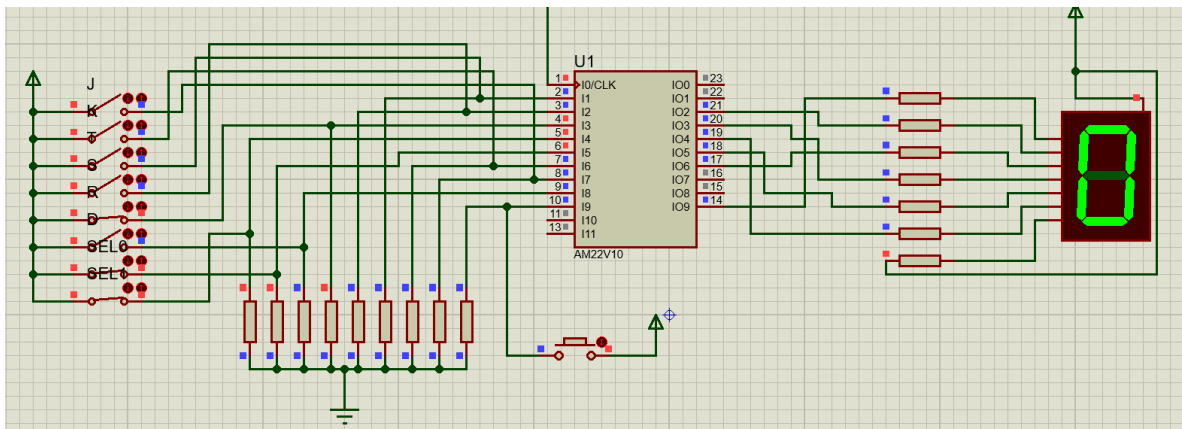 J
K
T
S
R
D
SEL0
SEL1
U1
1 I0/CLK IO0 23
2 I1 IO1 22
3 I2 IO2 21
4 I3 IO3 20
5 I4 IO4 19
6 I5 IO5 18
7 I6 IO6 17
8 I7 IO7 16
9 I8 IO8 15
10 I9 IO9 14
11 I10
13 I11
AM22V10